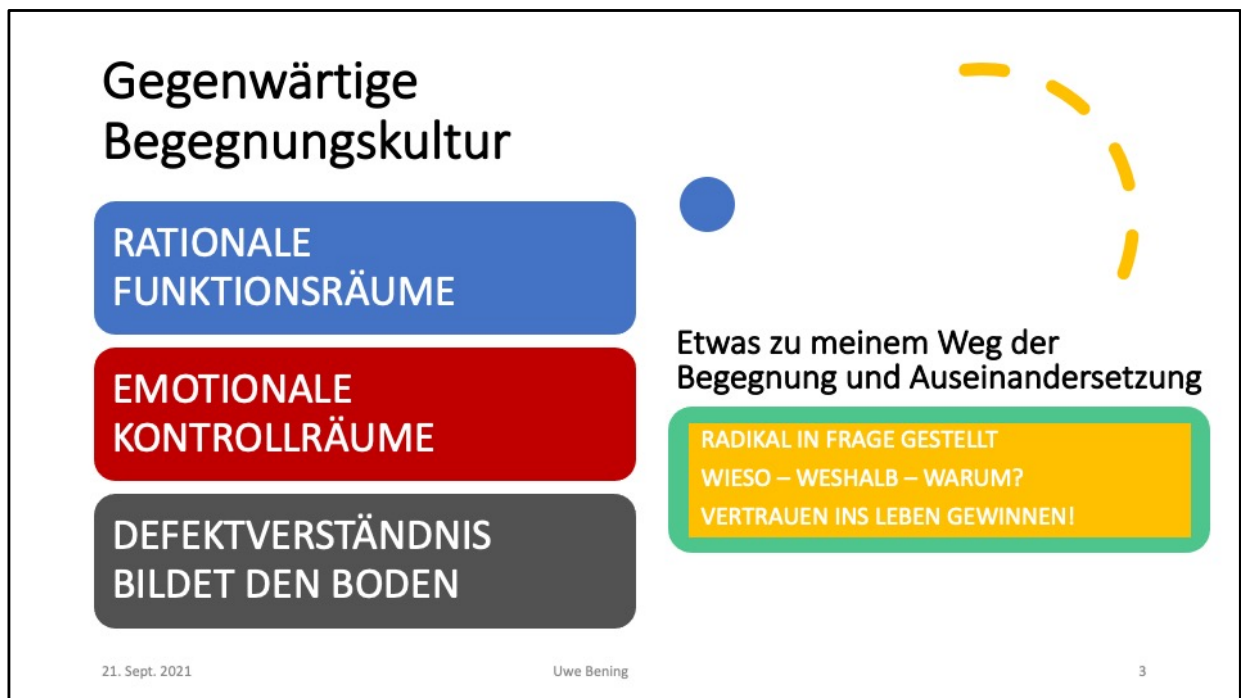 Gegenwärtige
Begegnungskultur
RATIONALE
FUNKTIONSRÄUME
EMOTIONALE
KONTROLLRÄUME
DEFEKTVERSTÄNDNIS
BILDET DEN BODEN
Etwas zu meinem Weg der
Begegnung und Auseinandersetzung
RADIKAL IN FRAGE GESTELLT
WIESO – WESHALB – WARUM?
VERTRAUEN INS LEBEN GEWINNEN!
21. Sept. 2021
Uwe Bening
3